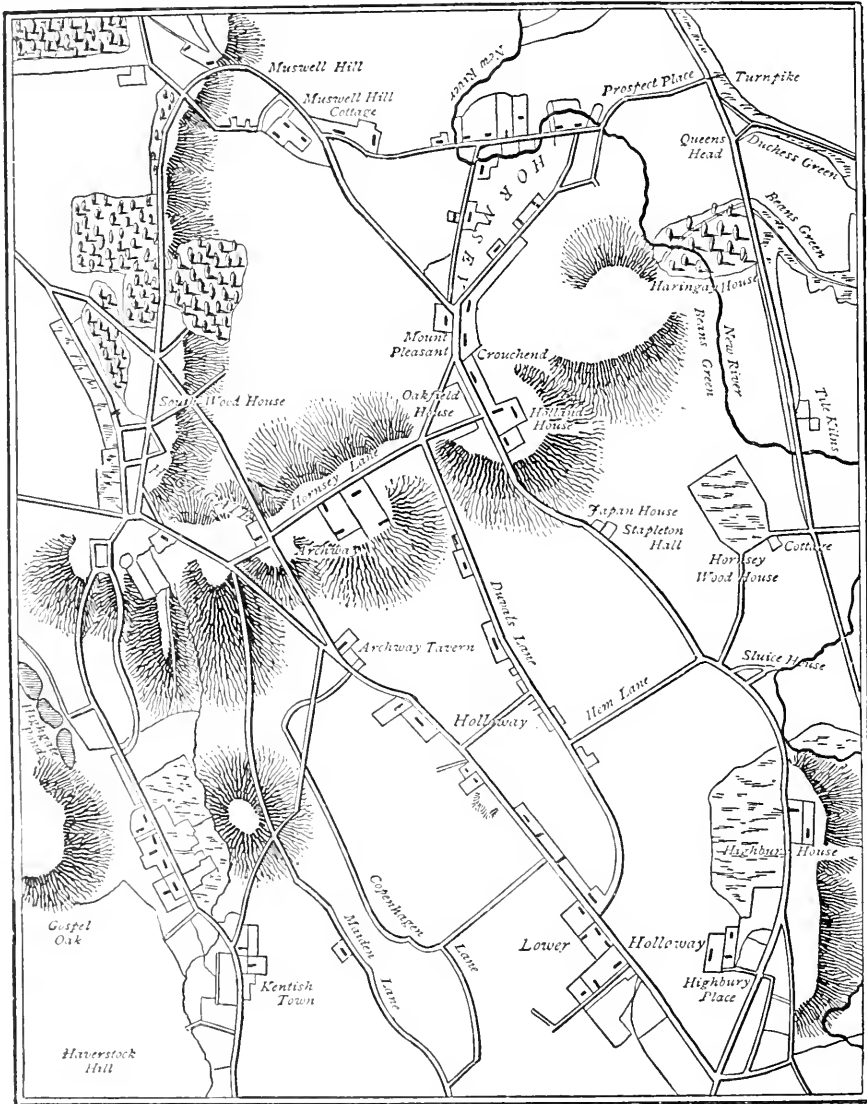 Muswell Hill
New River
Muswell Hill
Cottage
Prospect Place
Turnpike
Queens
Head
Duchess Green
HORNSEY
Beans Green
Haringay House
Beans Green
New River
Mount
Pleasant
Crouchend
Tile Kilns
South Wood House
Oakfield
House
Holland
House
Hornsey Lane
Archway
Japan House
Stapleton
Hall
Hornsey
Wood House
Cottage
Duvals Lane
Archway Tavern
Sluice House
Hem Lane
Holloway
Highgate
Ponds
Highbury House
Gospel
Oak
Copenhagen
Lane
Maiden
Lane
Lower Holloway
Highbury
Place
Kentish
Town
Haverstock
Hill